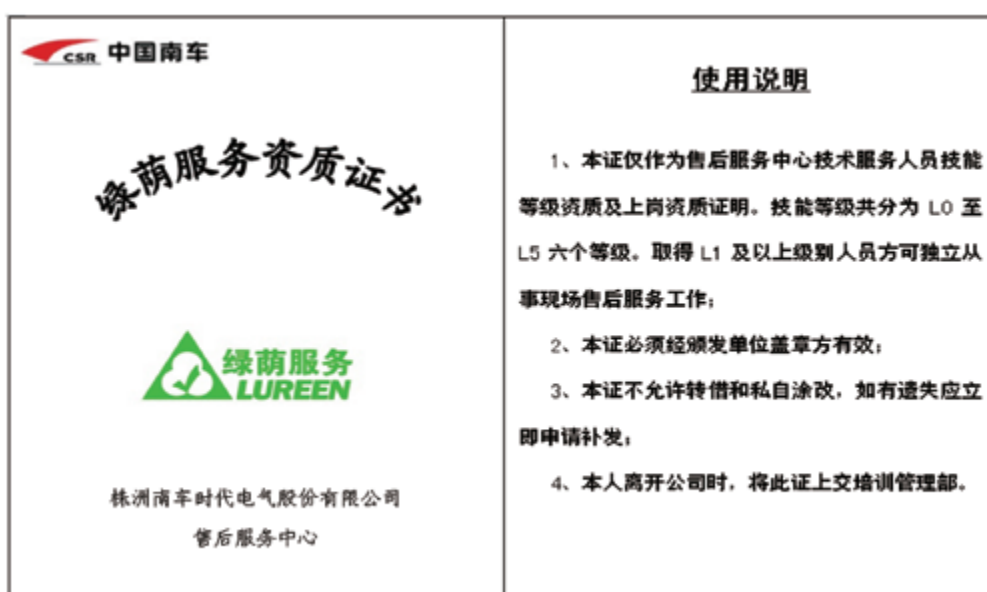 CSR 中国南车
绿荫服务资质证书
绿荫服务
LUREEN
株洲南车时代电气股份有限公司
售后服务中心
使用说明
1、本证仅作为售后服务中心技术服务人员技能
等级资质及上岗资质证明。技能等级共分为 L0 至
L5 六个等级。取得 L1 及以上级别人员方可独立从
事现场售后服务工作；
2、本证必须经颁发单位盖章方有效；
3、本证不允许转借和私自涂改，如有遗失应立
即申请补发；
4、本人离开公司时，将此证上交培训管理部。